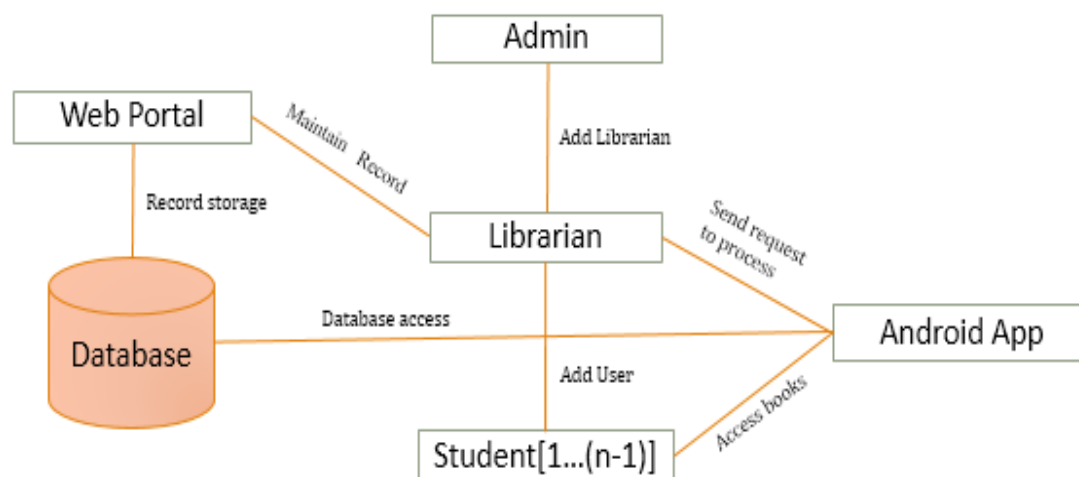 Admin
Web Portal
Maintain Record
Add Librarian
Record storage
Librarian
Send request
to process
Database access
Database
Android App
Add User
Access books
Student[1...(n-1)]